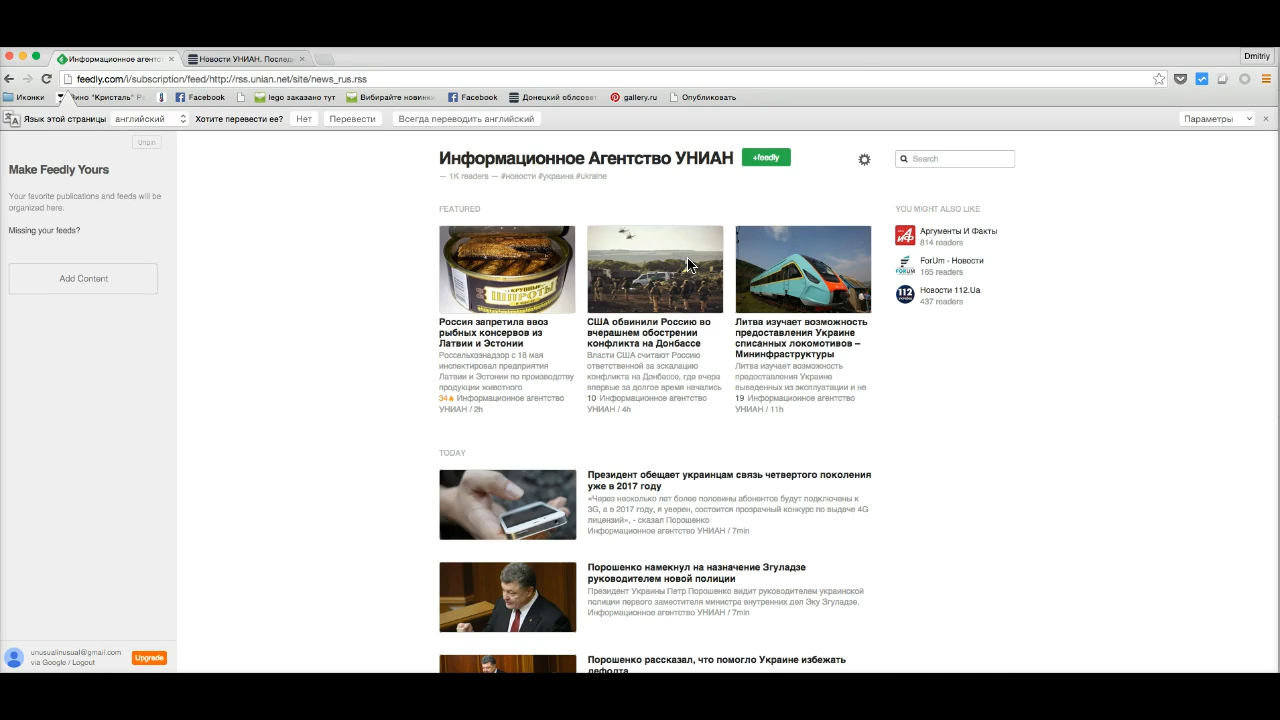 Информационное агентст
Новости УНИАН. Послед
Dmitriy
feedly.com/i/subscription/feed/http://rss.unian.net/site/news_rus.rss
Иконки
Facebook
lego заказано тут
Вибирайте новинк
Facebook
Донецкий облсовет
gallery.ru
Опубликовать
Язык этой страницы
английский
Хотите перевести ее?
Нет
Перевести
Всегда переводить английский
Параметры
Unpin
Make Feedly Yours
Your favorite publications and feeds will be
organized here.
Missing your feeds?
Add Content
unusualinusual@gmail.com
via Google / Logout
Upgrade
Информационное Агентство УНИАН
+feedly
— 1K readers — #новости #украина #ukraine
Search
FEATURED
КРУПНЫЕ
ШПРОТЫ
Россия запретила ввоз
рыбных консервов из
Латвии и Эстонии
Россельхознадзор с 18 мая
инспектировал предприятия
Латвии и Эстонии по производству
продукции животного
34 Информационное агентство
УНИАН / 2h
США обвинили Россию во
вчерашнем обострении
конфликта на Донбассе
Власти США считают Россию
ответственной за эскалацию
конфликта на Донбассе, где вчера
впервые за долгое время начались
10 Информационное агентство
УНИАН / 4h
Литва изучает возможность
предоставления Украине
списанных локомотивов –
Мининфраструктуры
Литва изучает возможность
предоставления Украине
выведенных из эксплуатации и не
19 Информационное агентство
УНИАН / 11h
YOU MIGHT ALSO LIKE
Аргументы И Факты
814 readers
ForUm - Новости
165 readers
Новости 112.Ua
437 readers
TODAY
Президент обещает украинцам связь четвертого поколения
уже в 2017 году
«Через несколько лет более половины абонентов будут подключены к
3G, а в 2017 году, я уверен, состоится прозрачный конкурс по выдаче 4G
лицензий», - сказал Порошенко
Информационное агентство УНИАН / 7min
Порошенко намекнул на назначение Згуладзе
руководителем новой полиции
Президент Украины Петр Порошенко видит руководителем украинской
полиции первого заместителя министра внутренних дел Эку Згуладзе.
Информационное агентство УНИАН / 7min
Порошенко рассказал, что помогло Украине избежать
дефолта